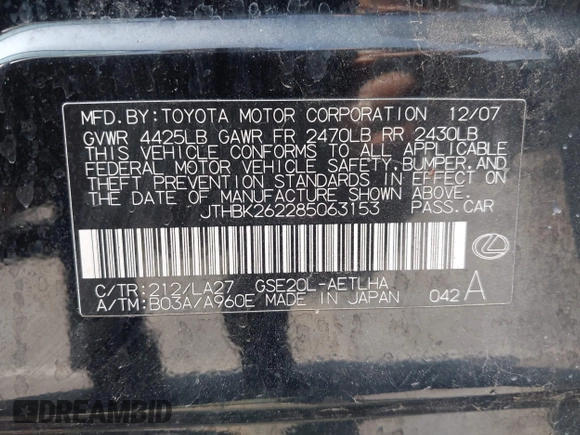 MFD.BY:TOYOTA MOTOR CORPORATION 12/07
GVWR 4425LB GAWR FR 2470LB RR 2430LB
THIS VEHICLE CONFORMS TO ALL APPLICABLE
FEDERAL MOTOR VEHICLE SAFETY, BUMPER, AND
THEFT PREVENTION STANDARDS IN EFFECT ON
THE DATE OF MANUFACTURE SHOWN ABOVE.
JTHBK262285063153 PASS.CAR
C/TR:212/LA27 GSE20L-AETLHA
A/TM:B03A/A960E MADE IN JAPAN 042 A
DREAMBID